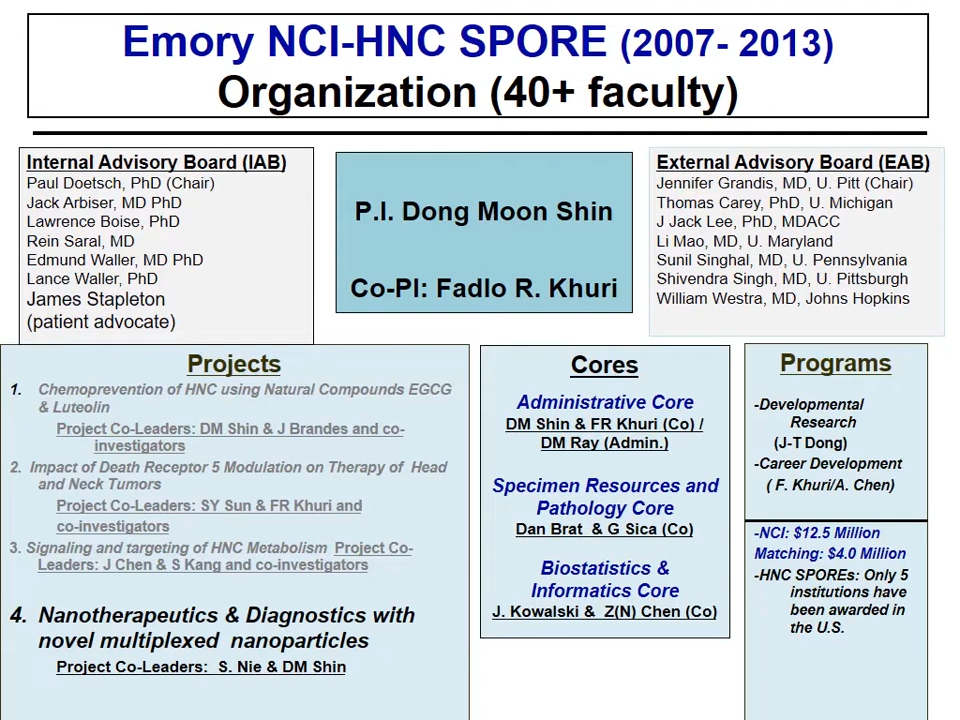 Emory NCI-HNC SPORE (2007- 2013)
Organization (40+ faculty)
Internal Advisory Board (IAB)
Paul Doetsch, PhD (Chair)
Jack Arbiser, MD PhD
Lawrence Boise, PhD
Rein Saral, MD
Edmund Waller, MD PhD
Lance Waller, PhD
James Stapleton
(patient advocate)
P.I. Dong Moon Shin
Co-PI: Fadlo R. Khuri
External Advisory Board (EAB)
Jennifer Grandis, MD, U. Pitt (Chair)
Thomas Carey, PhD, U. Michigan
J Jack Lee, PhD, MDACC
Li Mao, MD, U. Maryland
Sunil Singhal, MD, U. Pennsylvania
Shivendra Singh, MD, U. Pittsburgh
William Westra, MD, Johns Hopkins
Projects
1. Chemoprevention of HNC using Natural Compounds EGCG
& Luteolin
Project Co-Leaders: DM Shin & J Brandes and co-
investigators
2. Impact of Death Receptor 5 Modulation on Therapy of Head
and Neck Tumors
Project Co-Leaders: SY Sun & FR Khuri and
co-investigators
3. Signaling and targeting of HNC Metabolism Project Co-
Leaders: J Chen & S Kang and co-investigators
4. Nanotherapeutics & Diagnostics with
novel multiplexed nanoparticles
Project Co-Leaders: S. Nie & DM Shin
Cores
Administrative Core
DM Shin & FR Khuri (Co) /
DM Ray (Admin.)
Specimen Resources and
Pathology Core
Dan Brat & G Sica (Co)
Biostatistics &
Informatics Core
J. Kowalski & Z(N) Chen (Co)
Programs
-Developmental
Research
(J-T Dong)
-Career Development
( F. Khuri/A. Chen)
-NCI: $12.5 Million
Matching: $4.0 Million
-HNC SPOREs: Only 5
institutions have
been awarded in
the U.S.